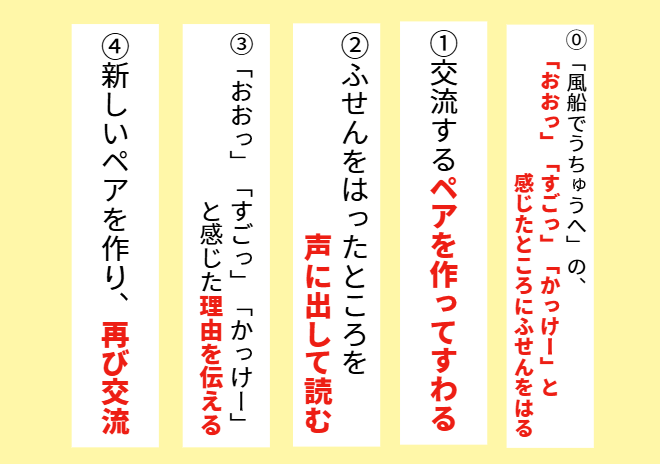 ⓪「風船でうちゅうへ」の、
「おおっ」「すごっ」「かっけー」と
感じたところにふせんをはる
①交流するペアを作ってすわる
②ふせんをはったところを
声に出して読む
③「おおっ」「すごっ」「かっけー」
と感じた理由を伝える
④新しいペアを作り、再び交流